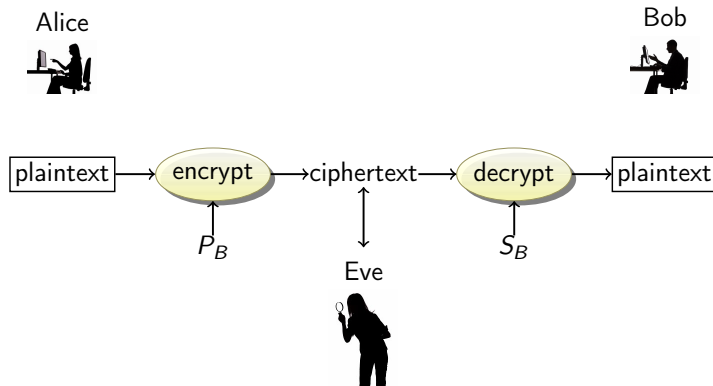 Alice
Bob
plaintext encrypt ciphertext decrypt plaintext
P_B S_B
Eve